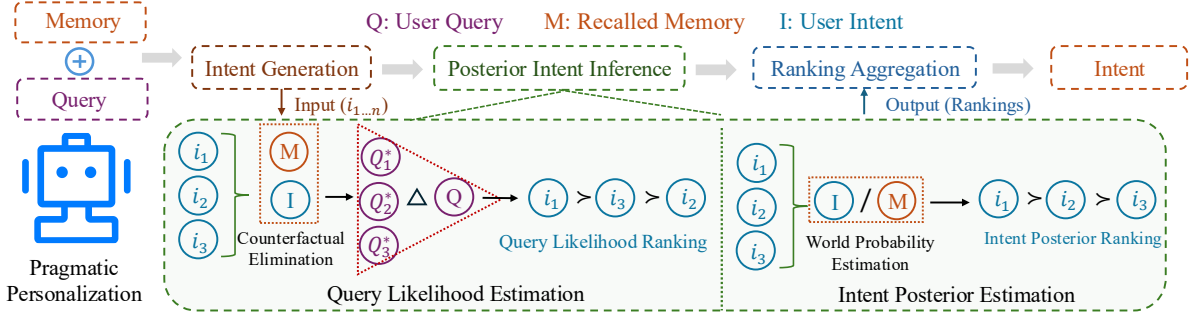 Q: User Query M: Recalled Memory I: User Intent
Memory
Query
Intent Generation
Posterior Intent Inference
Ranking Aggregation
Intent
Input (i1...n)
Output (Rankings)
Pragmatic
Personalization
i1
i2
i3
M
I
Counterfactual
Elimination
Q1*
Q2* △ Q
Q3*
i1 ≻ i3 ≻ i2
Query Likelihood Ranking
Query Likelihood Estimation
i1
i2
i3
I / M
World Probability
Estimation
i1 ≻ i2 ≻ i3
Intent Posterior Ranking
Intent Posterior Estimation